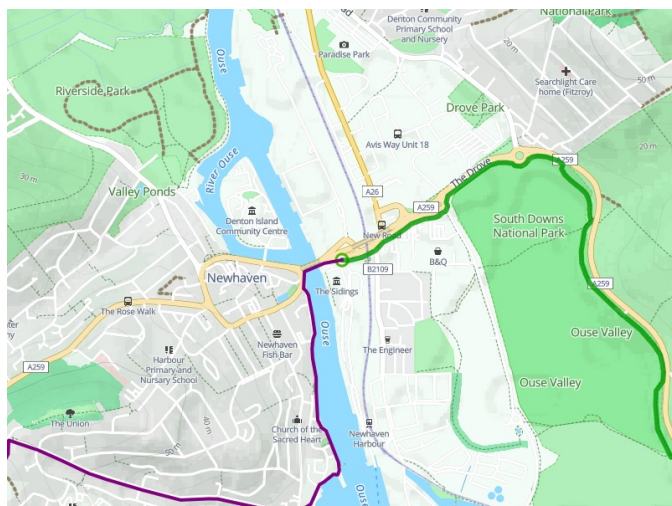 National Park
Denton Community
Primary School
and Nursery
20 m
Ouse
Paradise Park
Searchlight Care
home (Fitzroy)
50 m
Riverside Park
Drove Park
Avis Way Unit 18
20 m
The Drove
A259
30 m
River Ouse
Valley Ponds
A26
A259
Denton Island
Community Centre
New Road
South Downs
National Park
B&Q
B2109
Newhaven
The Sidings
A259
The Rose Walk
Ouse
Ouse Valley
Newhaven
Fish Bar
The Engineer
A259
Harbour
Primary and
Nursary School
Ouse Valley
The Union
40 m
Church of the
Sacred Heart
Newhaven
Harbour
50 m
Ouse